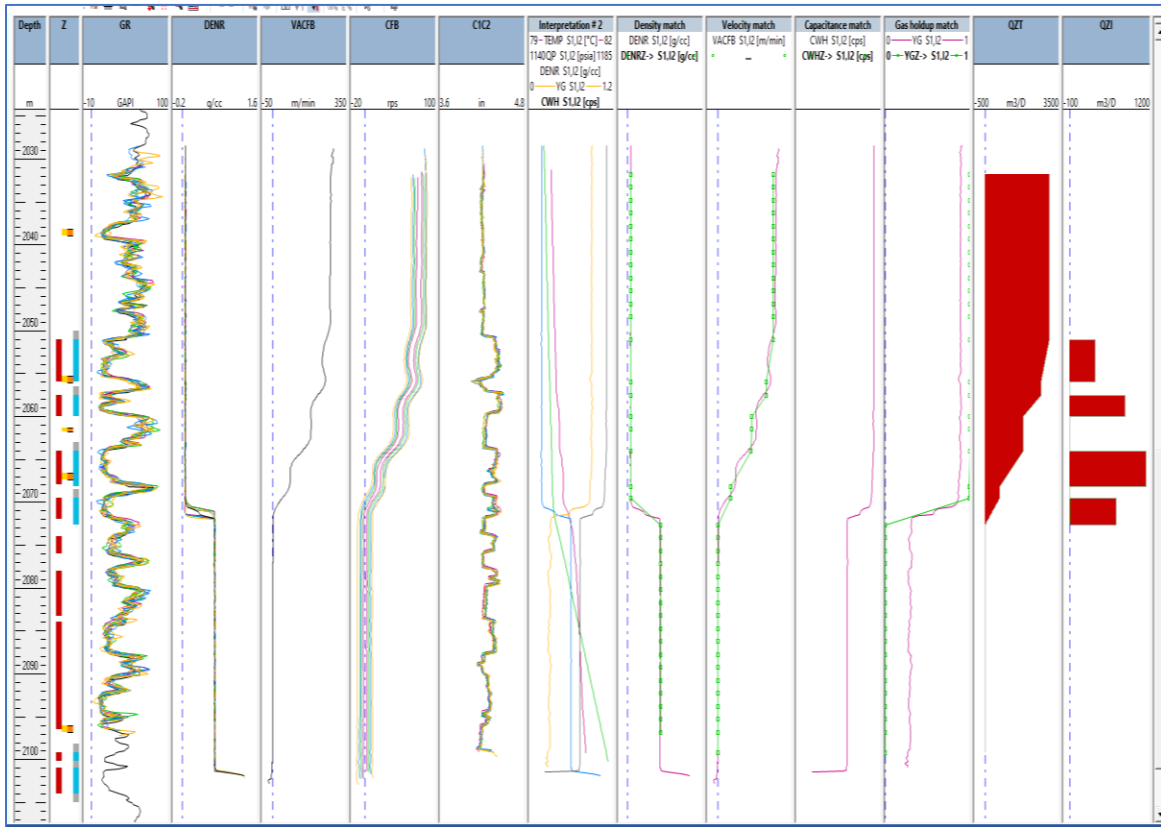 Depth Z GR DENR VACFB CFB C1C2 Interpretation # 2 Density match Velocity match Capacitance match Gas holdup match QZT QZI
79 TEMP S1,I2 [°C] 82 DENR S1,I2 [g/cc] VACFB S1,I2 [m/min] CWH S1,I2 [cps] 0 YG S1,I2 1
1140 QP S1,I2 [psia] 1185 DENRZ-> S1,I2 [g/cc] -- CWHZ-> S1,I2 [cps] 0 YGZ-> S1,I2 1
DENR S1,I2 [g/cc]
0 YG S1,I2 1.2
m -10 GAPI 100 -0.2 g/cc 1.6 -50 m/min 350 -20 rps 100 3.6 in 4.8 CWH S1,I2 [cps] -500 m3/D 3500 -100 m3/D 1200
2030
2040
2050
2060
2070
2080
2090
2100